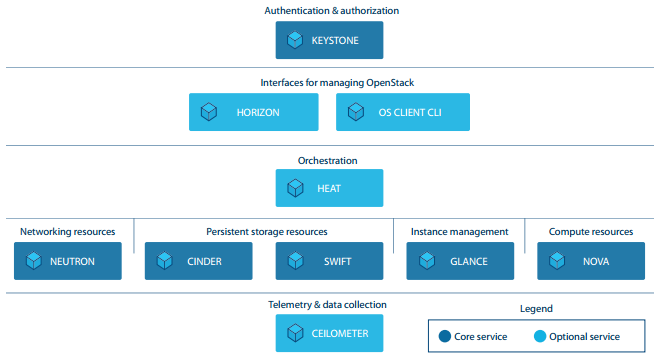 Authentication & authorization
KEYSTONE
Interfaces for managing OpenStack
HORIZON
OS CLIENT CLI
Orchestration
HEAT
Networking resources
Persistent storage resources
Instance management
Compute resources
NEUTRON
CINDER
SWIFT
GLANCE
NOVA
Telemetry & data collection
CEILOMETER
Legend
Core service
Optional service